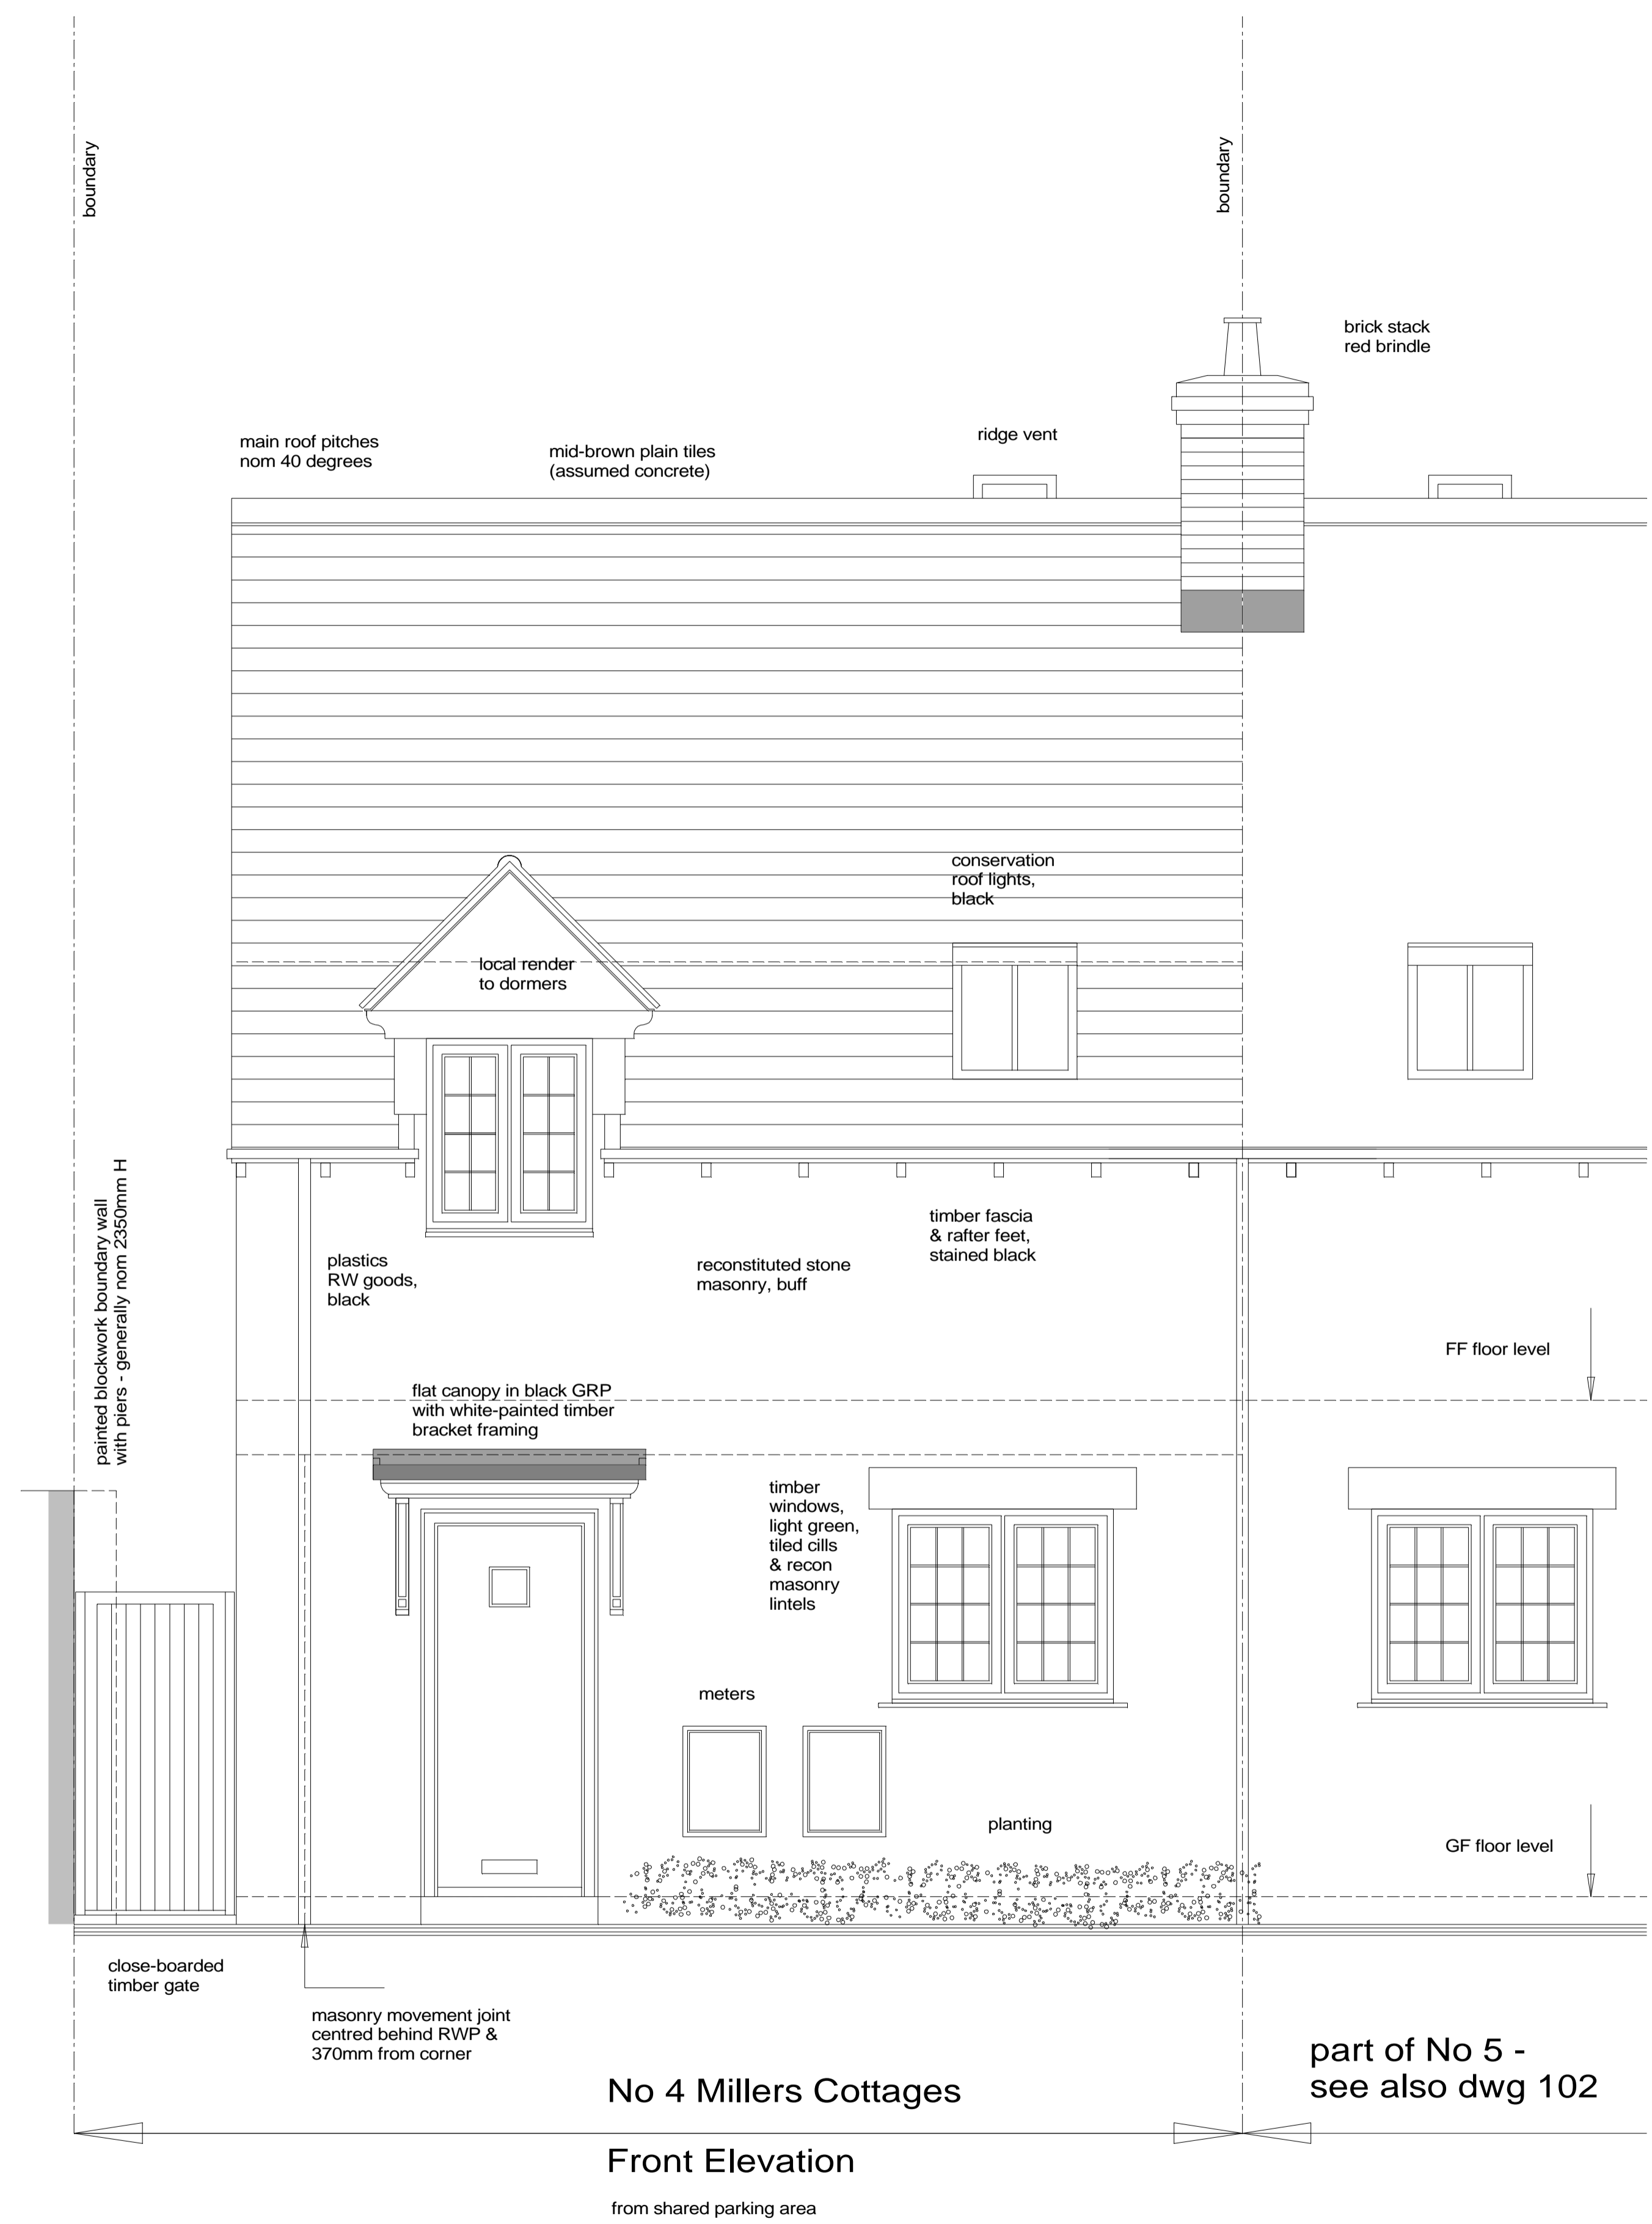 boundary
boundary
brick stack
red brindle
main roof pitches
nom 40 degrees
mid-brown plain tiles
(assumed concrete)
ridge vent
conservation
roof lights,
black
local render
to dormers
painted blockwork boundary wall
with piers - generally nom 2350mm H
timber fascia
& rafter feet,
stained black
plastics
RW goods,
black
reconstituted stone
masonry, buff
FF floor level
flat canopy in black GRP
with white-painted timber
bracket framing
timber
windows,
light green,
tiled cills
& recon
masonry
lintels
meters
planting
GF floor level
close-boarded
timber gate
masonry movement joint
centred behind RWP &
370mm from corner
part of No 5 -
see also dwg 102
No 4 Millers Cottages
Front Elevation
from shared parking area